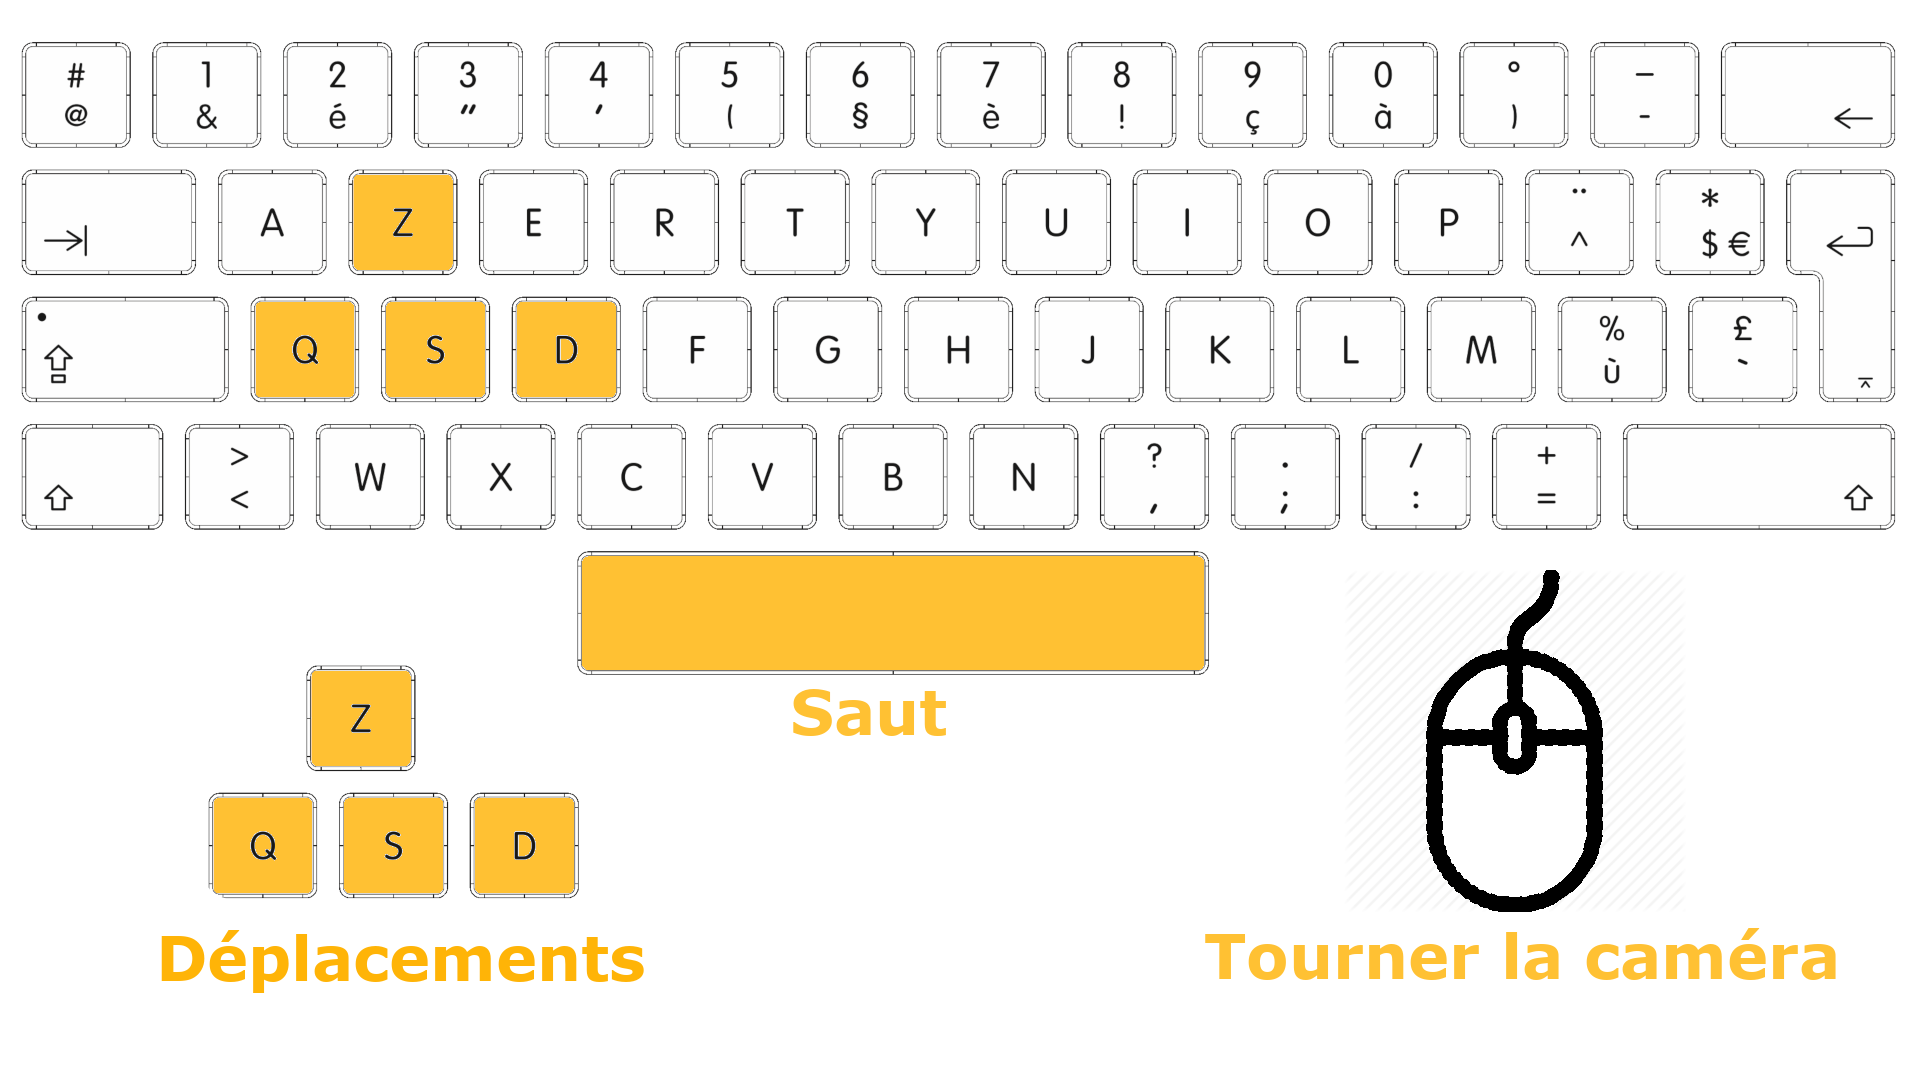 # 1 2 3 4 5 6 7 8 9 0 ° _
@ & é " ' ( § è ! ç à ) -
A Z E R T Y U I O P ¨ *
^ $ €
Q S D F G H J K L M % £
ù `
> W X C V B N ? . / +
< , ; : =
Z
Saut
Q S D
Déplacements
Tourner la caméra